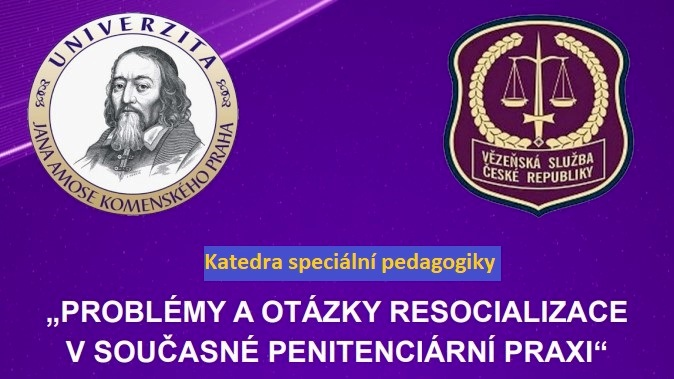 UNIVERZITA
JANA AMOSE KOMENSKÉHO PRAHA
VĚZEŇSKÁ SLUŽBA
ČESKÉ REPUBLIKY
Katedra speciální pedagogiky
„PROBLÉMY A OTÁZKY RESOCIALIZACE
V SOUČASNÉ PENITENCIÁRNÍ PRAXI“